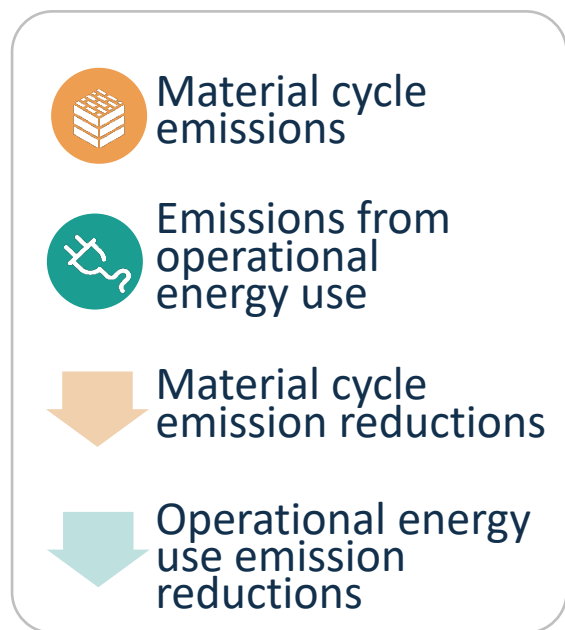 Material cycle
emissions
Emissions from
operational
energy use
Material cycle
emission reductions
Operational energy
use emission
reductions